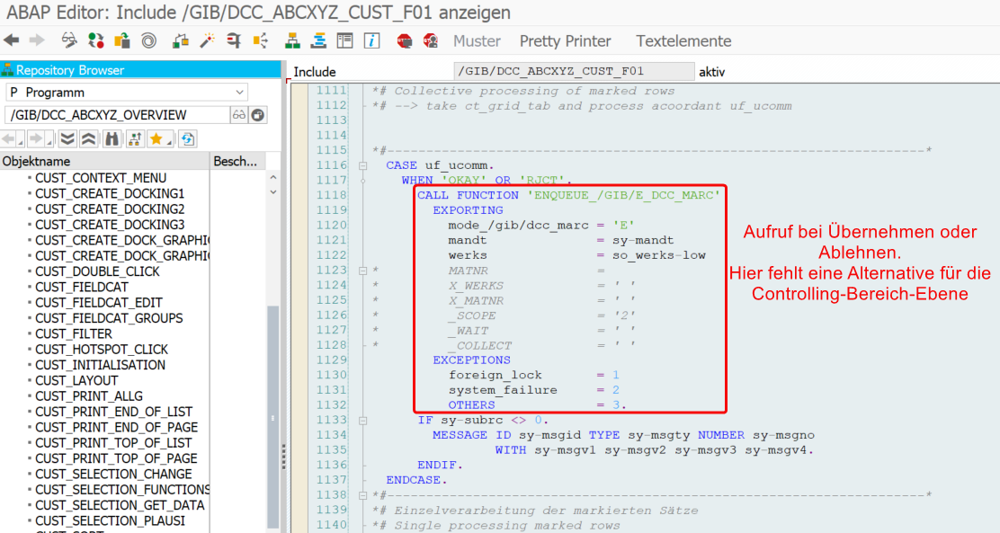 ABAP Editor: Include /GIB/DCC_ABCXYZ_CUST_F01 anzeigen
Muster Pretty Printer Textelemente
Repository Browser
P Programm
/GIB/DCC_ABCXYZ_OVERVIEW
Objektname Besch...
CUST_CONTEXT_MENU
CUST_CREATE_DOCKING1
CUST_CREATE_DOCKING2
CUST_CREATE_DOCKING3
CUST_CREATE_DOCK_GRAPHI
CUST_CREATE_DOCK_GRAPHI
CUST_DOUBLE_CLICK
CUST_FIELDCAT
CUST_FIELDCAT_EDIT
CUST_FIELDCAT_GROUPS
CUST_FILTER
CUST_HOTSPOT_CLICK
CUST_INITIALISATION
CUST_LAYOUT
CUST_PRINT_ALLG
CUST_PRINT_END_OF_LIST
CUST_PRINT_END_OF_PAGE
CUST_PRINT_TOP_OF_LIST
CUST_PRINT_TOP_OF_PAGE
CUST_SELECTION_CHANGE
CUST_SELECTION_FUNCTIONS
CUST_SELECTION_GET_DATA
CUST_SELECTION_PLAUSI
Include /GIB/DCC_ABCXYZ_CUST_F01 aktiv
1111 *# Collective processing of marked rows
1112 *# --> take ct_grid_tab and process acoordant uf_ucomm
1113
1114
1115 *#---------------------------------------------------------------------*
1116 CASE uf_ucomm.
1117 WHEN 'OKAY' OR 'RJCT'.
1118 CALL FUNCTION 'ENQUEUE_/GIB/E_DCC_MARC'
1119 EXPORTING
1120 mode_/gib/dcc_marc = 'E'
1121 mandt = sy-mandt
1122 werks = so_werks-low
1123 * MATNR =
1124 * X_WERKS = ' '
1125 * X_MATNR = ' '
1126 * _SCOPE = '2'
1127 * _WAIT = ' '
1128 * _COLLECT = ' '
1129 EXCEPTIONS
1130 foreign_lock = 1
1131 system_failure = 2
1132 OTHERS = 3.
1133 IF sy-subrc <> 0.
1134 MESSAGE ID sy-msgid TYPE sy-msgty NUMBER sy-msgno
1135 WITH sy-msgv1 sy-msgv2 sy-msgv3 sy-msgv4.
1136 ENDIF.
1137 ENDCASE.
1138 *#---------------------------------------------------------------------*
1139 *# Einzelverarbeitung der markierten Sätze
1140 *# Single processing marked rows
Aufruf bei Übernehmen oder
Ablehnen.
Hier fehlt eine Alternative für die
Controlling-Bereich-Ebene